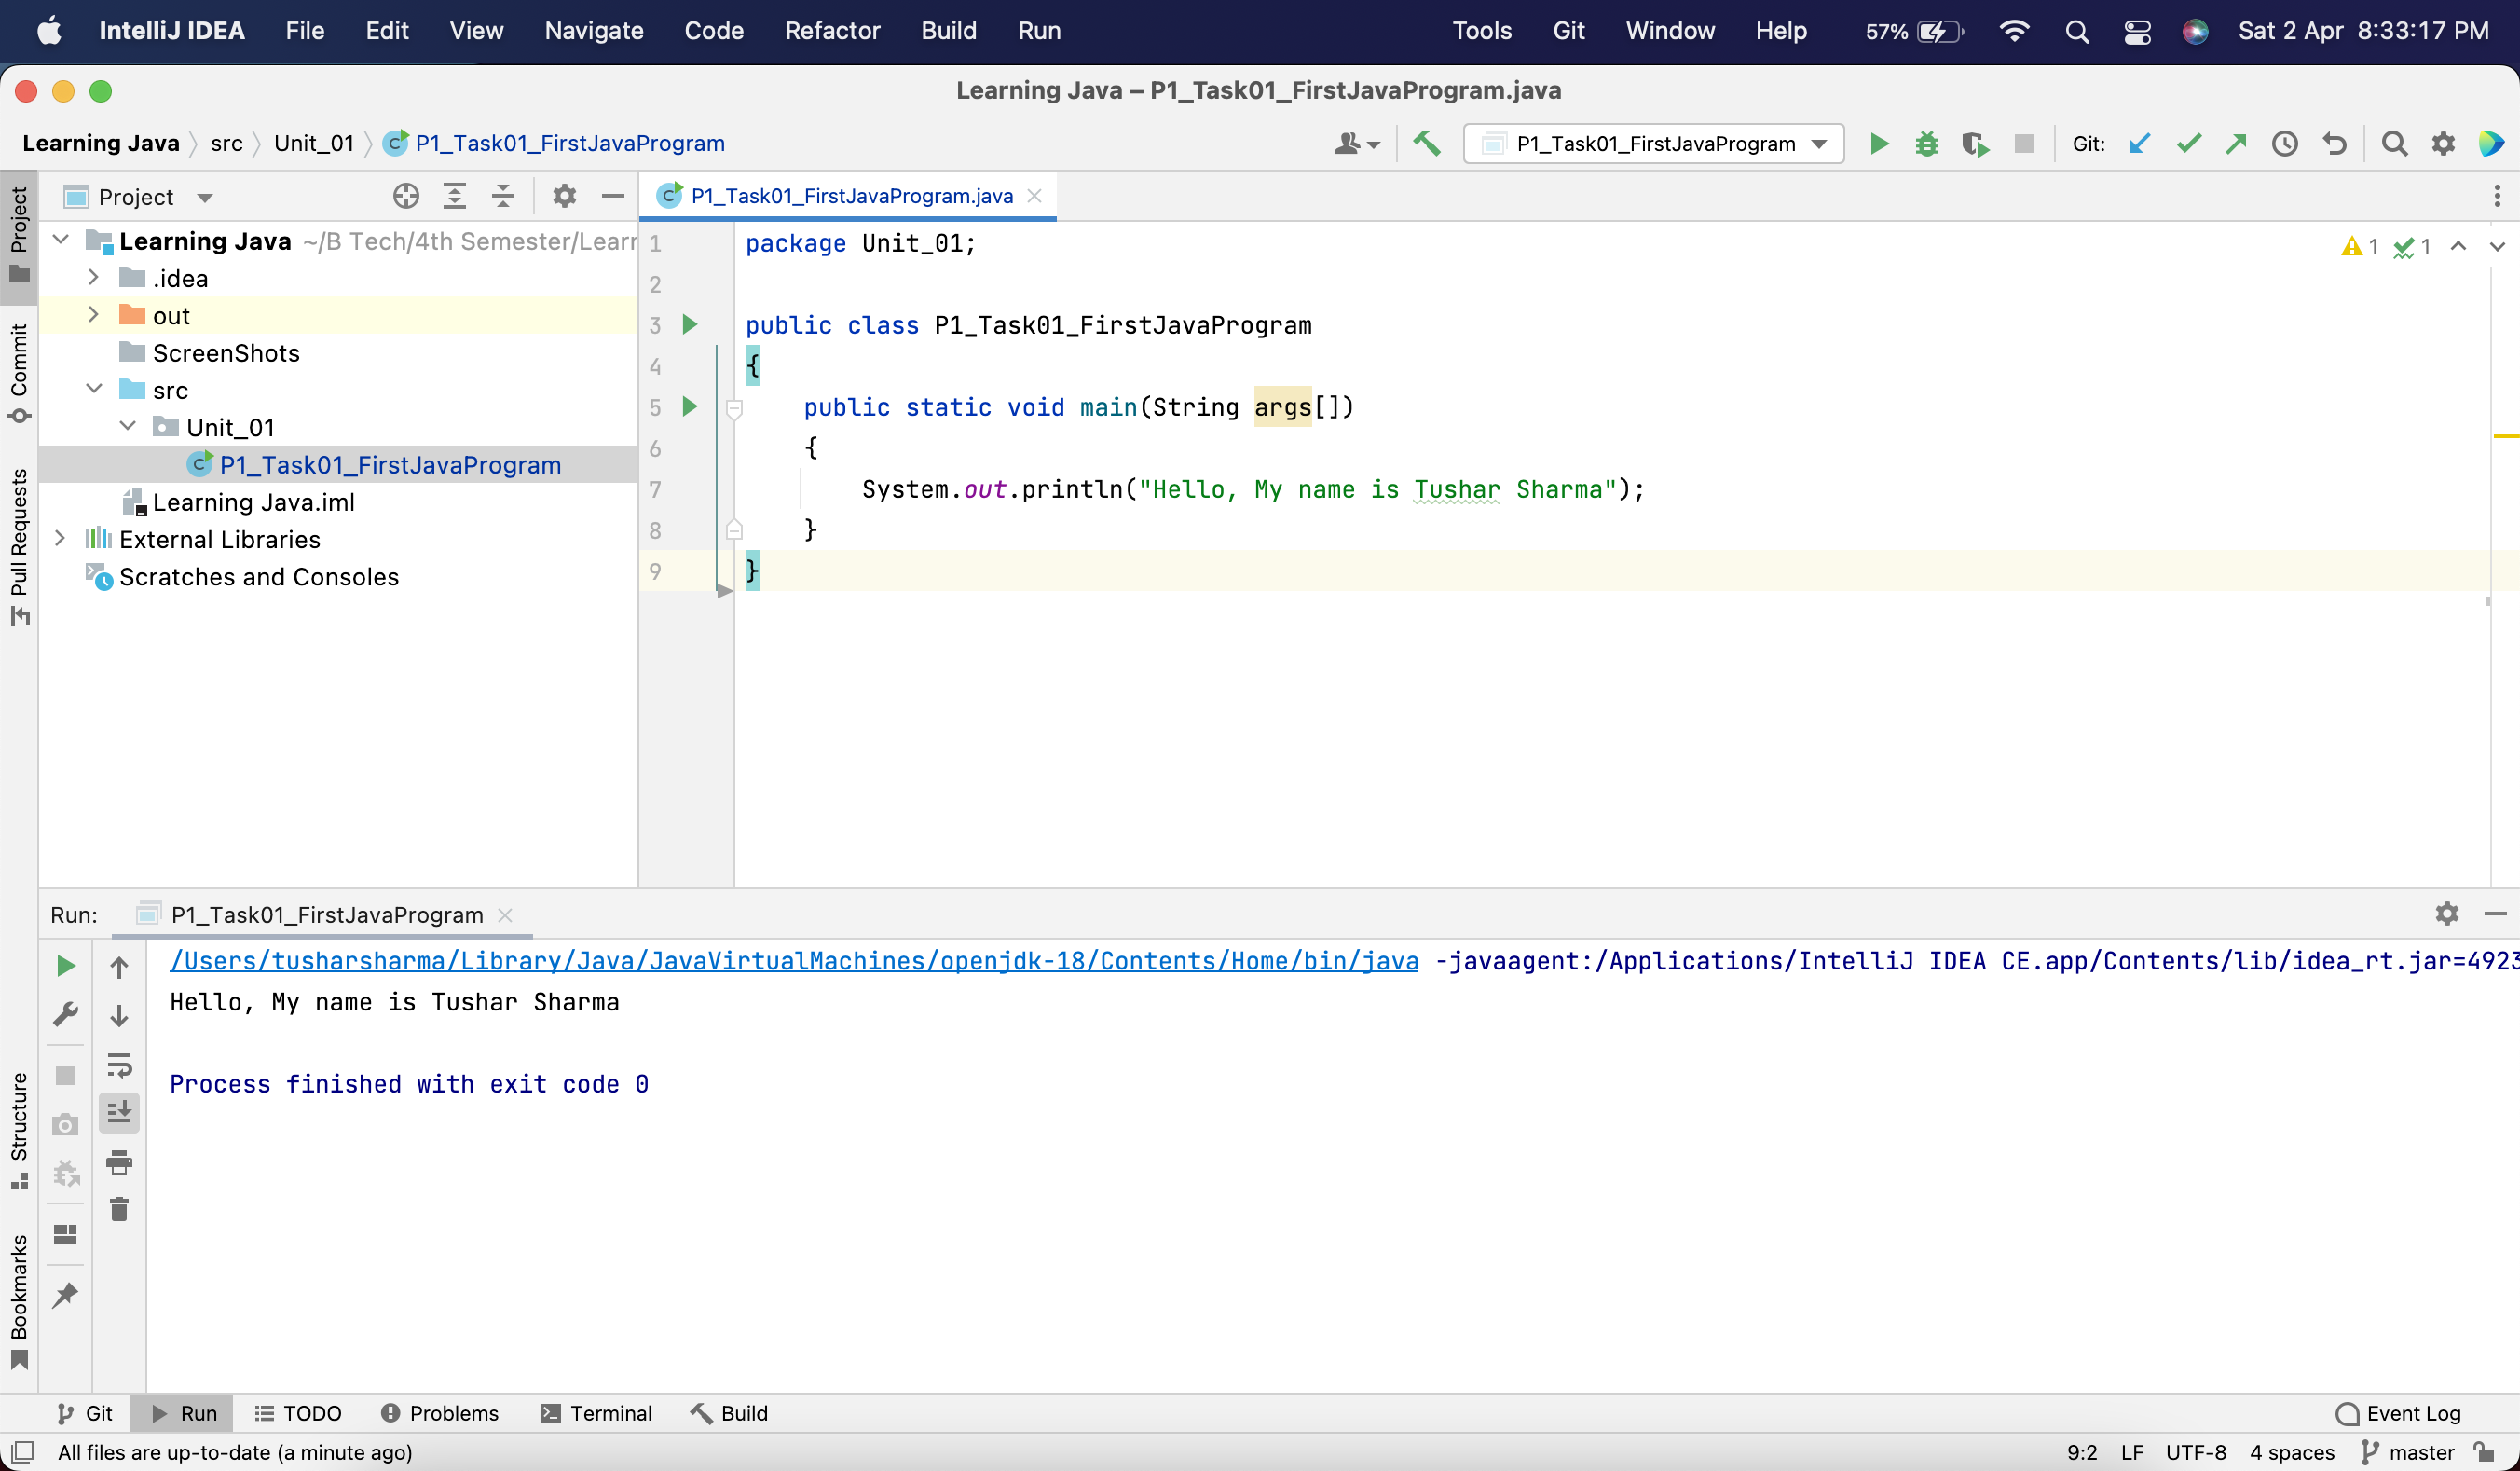 IntelliJ IDEA File Edit View Navigate Code Refactor Build Run Tools Git Window Help 57% Sat 2 Apr 8:33:17 PM
Learning Java – P1_Task01_FirstJavaProgram.java
Learning Java src Unit_01 P1_Task01_FirstJavaProgram P1_Task01_FirstJavaProgram Git:
Project
Commit
Pull Requests
Structure
Bookmarks
Project
Learning Java ~/B Tech/4th Semester/Learr
.idea
out
ScreenShots
src
Unit_01
P1_Task01_FirstJavaProgram
Learning Java.iml
External Libraries
Scratches and Consoles
P1_Task01_FirstJavaProgram.java
1 package Unit_01;
2
3 public class P1_Task01_FirstJavaProgram
4 {
5 public static void main(String args[])
6 {
7 System.out.println("Hello, My name is Tushar Sharma");
8 }
9 }
1 1
Run: P1_Task01_FirstJavaProgram
/Users/tusharsharma/Library/Java/JavaVirtualMachines/openjdk-18/Contents/Home/bin/java -javaagent:/Applications/IntelliJ IDEA CE.app/Contents/lib/idea_rt.jar=4923
Hello, My name is Tushar Sharma
Process finished with exit code 0
Git Run TODO Problems Terminal Build Event Log
All files are up-to-date (a minute ago) 9:2 LF UTF-8 4 spaces master